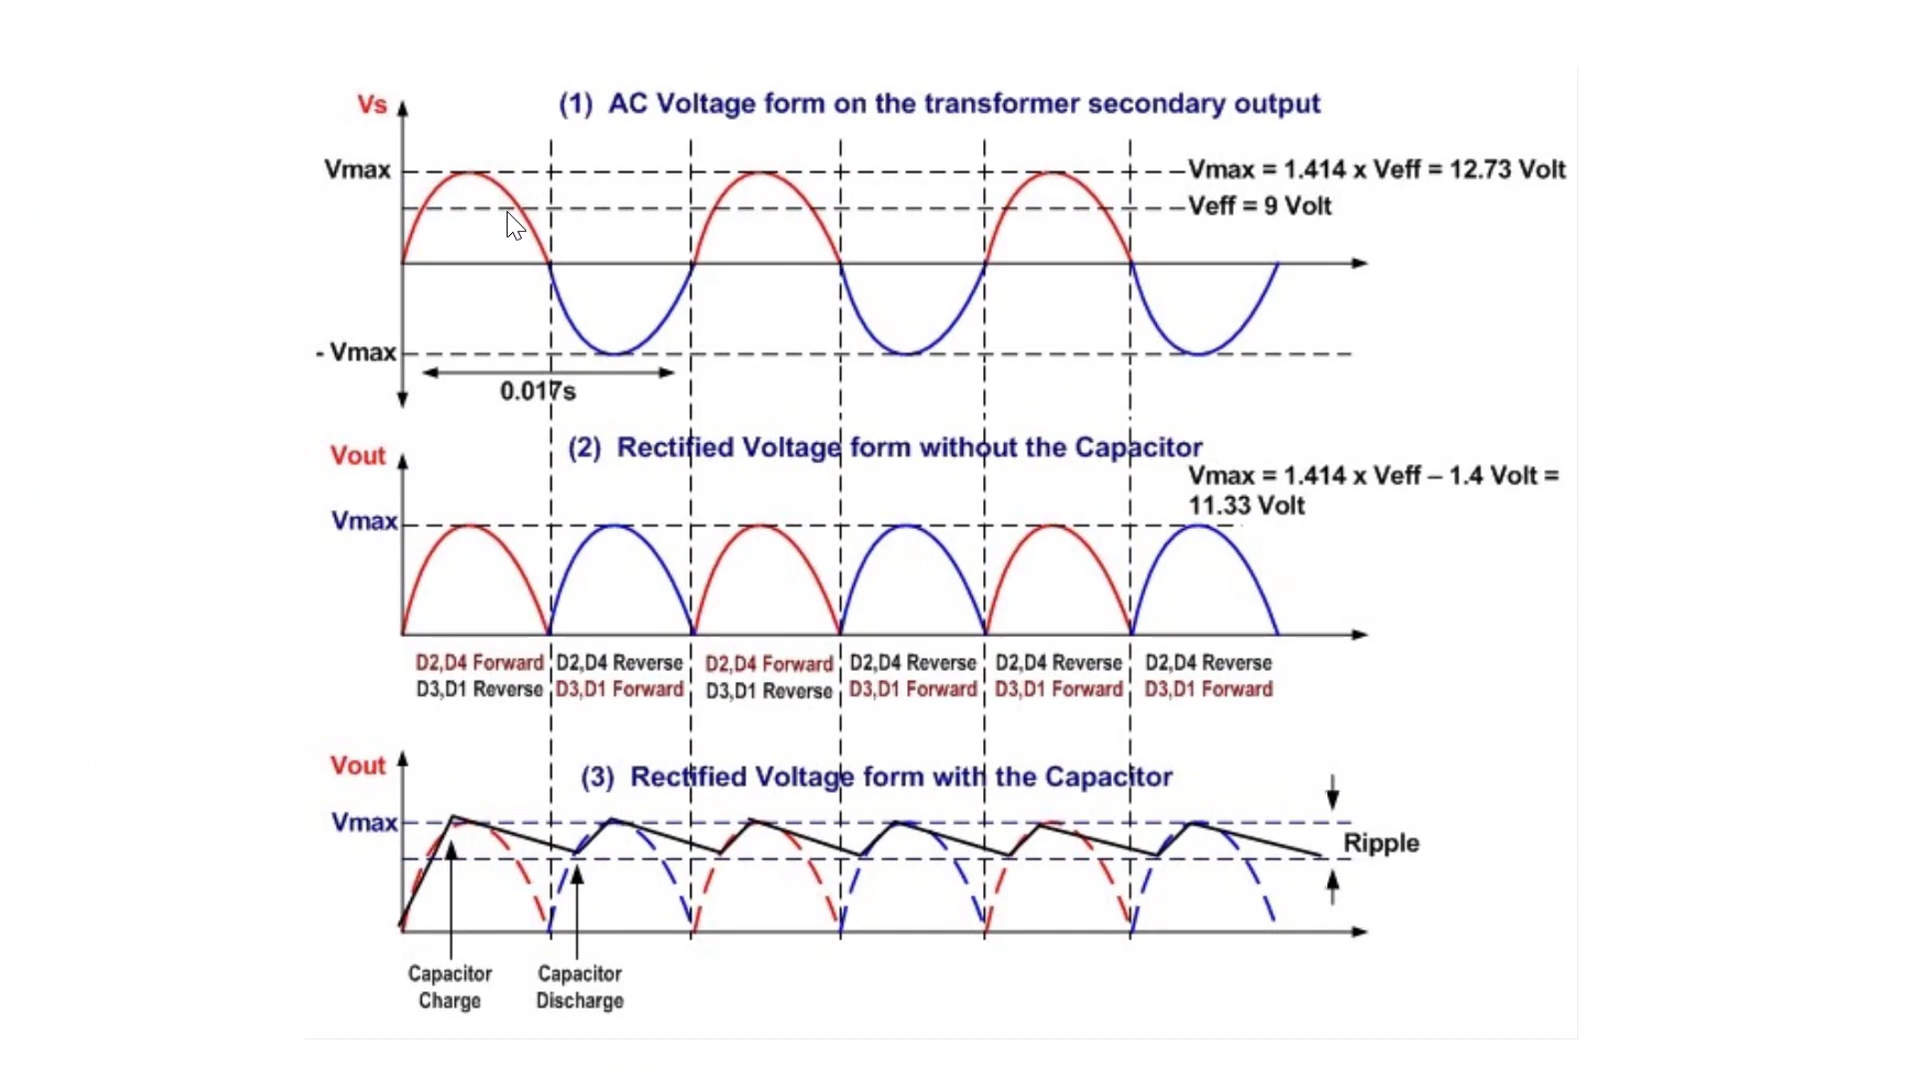 Vs
(1) AC Voltage form on the transformer secondary output
Vmax
Vmax = 1.414 x Veff = 12.73 Volt
Veff = 9 Volt
- Vmax
0.017s
Vout
(2) Rectified Voltage form without the Capacitor
Vmax = 1.414 x Veff – 1.4 Volt =
11.33 Volt
Vmax
D2,D4 Forward D2,D4 Reverse D2,D4 Forward D2,D4 Reverse D2,D4 Reverse D2,D4 Reverse
D3,D1 Reverse D3,D1 Forward D3,D1 Reverse D3,D1 Forward D3,D1 Forward D3,D1 Forward
Vout
(3) Rectified Voltage form with the Capacitor
Vmax
Ripple
Capacitor Capacitor
Charge Discharge